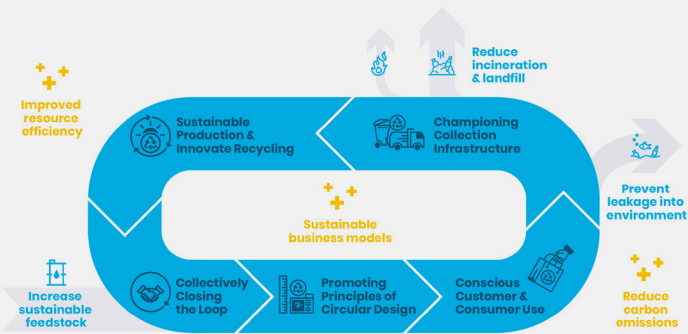 Reduce
incineration
& landfill
Improved
resource
efficiency
Sustainable
Production &
Innovate Recycling
Championing
Collection
Infrastructure
Prevent
leakage into
environment
Sustainable
business models
Increase
sustainable
feedstock
Collectively
Closing
the Loop
Promoting
Principles of
Circular Design
Conscious
Customer &
Consumer Use
Reduce
carbon
emissions